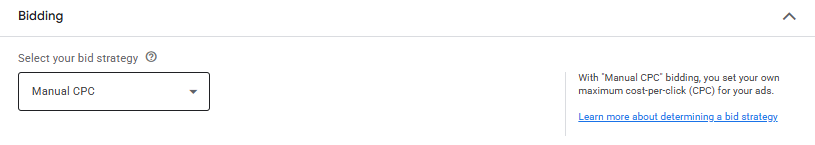 Bidding
Select your bid strategy
Manual CPC
With "Manual CPC" bidding, you set your own
maximum cost-per-click (CPC) for your ads.
Learn more about determining a bid strategy